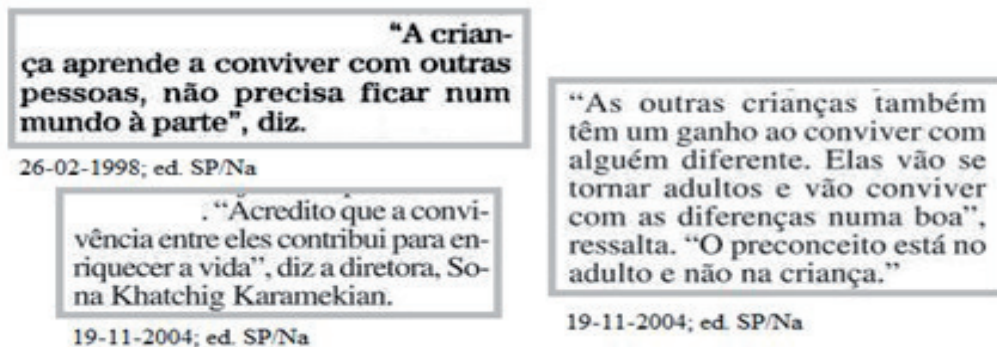 “A crian-
ça aprende a conviver com outras
pessoas, não precisa ficar num
mundo à parte”, diz.
26-02-1998; ed. SP/Na
. “Acredito que a convi-
vência entre eles contribui para en-
riquecer a vida”, diz a diretora, So-
na Khatchig Karamekian.
19-11-2004; ed. SP/Na
“As outras crianças também
têm um ganho ao conviver com
alguém diferente. Elas vão se
tornar adultos e vão conviver
com as diferenças numa boa”,
ressalta. “O preconceito está no
adulto e não na criança.”
19-11-2004; ed. SP/Na